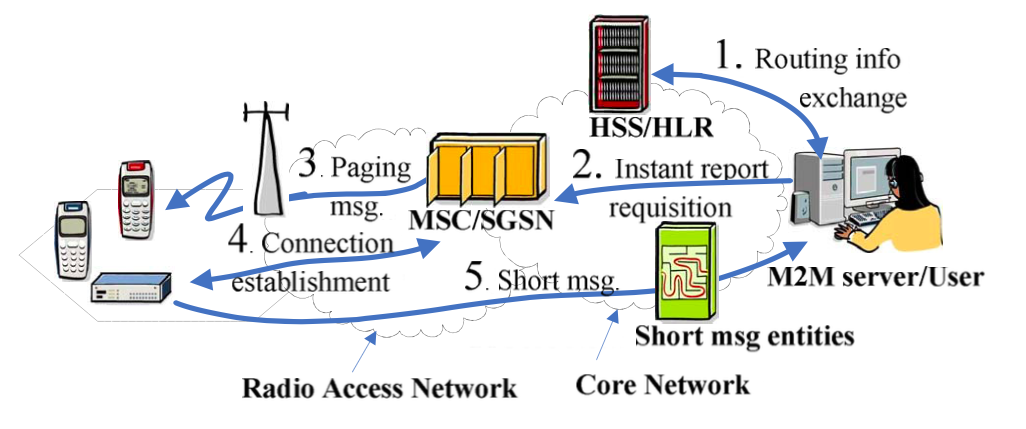 1. Routing info
exchange
HSS/HLR
3. Paging
msg.
2. Instant report
requisition
MSC/SGSN
4. Connection
establishment
5. Short msg.
M2M server/User
Short msg entities
Radio Access Network
Core Network